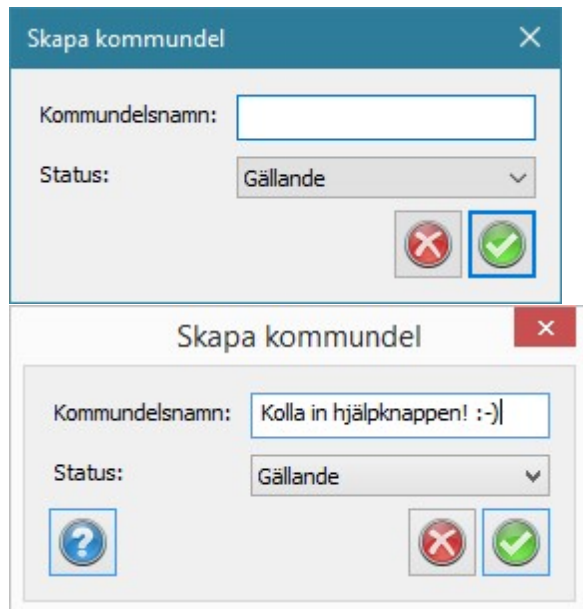 Skapa kommundel
Kommundelsnamn:
Status: Gällande
Skapa kommundel
Kommundelsnamn: Kolla in hjälpknappen! :-)
Status: Gällande
?